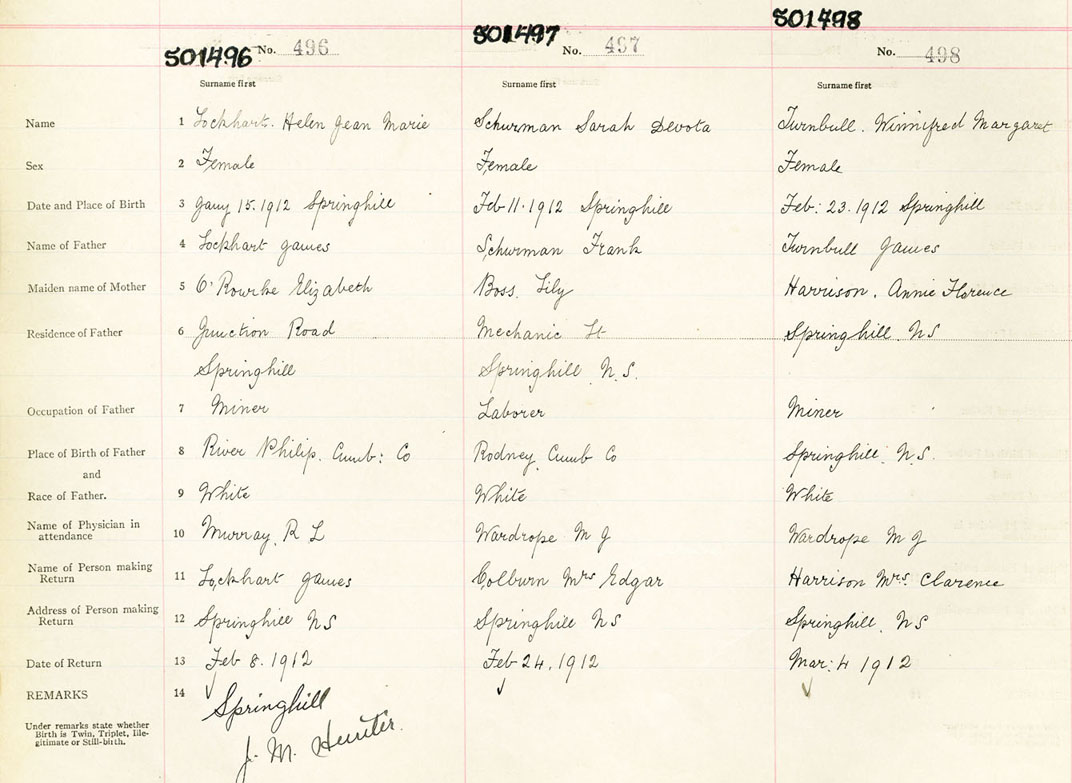 501496 No. 496 501497 No. 497 501498 No. 498
Surname first Surname first Surname first
Name 1 Lockhart. Helen Jean Marie Schurman Sarah Devota Turnbull. Winnifred Margaret
Sex 2 Female Female Female
Date and Place of Birth 3 Jany 15. 1912 Springhill Feb 11. 1912 Springhill Feb: 23. 1912 Springhill
Name of Father 4 Lockhart James Schurman Frank Turnbull James
Maiden name of Mother 5 O'Rourke Elizabeth Boss. Lily Harrison. Annie Florence
Residence of Father 6 Junction Road Mechanic St Springhill. NS
Springhill Springhill N.S.
Occupation of Father 7 Miner Laborer Miner
Place of Birth of Father 8 River Philip. Cumb: Co Rodney, Cumb Co Springhill. N.S.
and
Race of Father. 9 White White White
Name of Physician in
attendance 10 Murray, R L Wardrope M J Wardrope M J
Name of Person making
Return 11 Lockhart James Colburn Mrs Edgar Harrison Mrs. Clarence
Address of Person making
Return 12 Springhill NS Springhill NS Springhill. NS
Date of Return 13 Feb 8. 1912 Feb 24. 1912 Mar: 4 1912
REMARKS 14 Springhill
Under remarks state whether
Birth is Twin, Triplet, Ille-
gitimate or Still-birth.
J. M. Hunter.